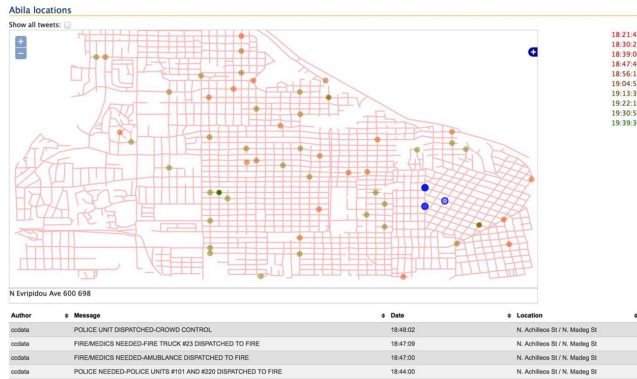 Abila locations
Show all tweets:
18:21:4
18:30:2
18:39:0
18:47:4
18:56:1
19:04:5
19:13:3
19:22:1
19:30:5
19:39:3
N Evripidou Ave 600 698
Author Message Date Location
ccdata POLICE UNIT DISPATCHED-CROWD CONTROL 18:48:02 N. Achilleos St / N. Madeg St
ccdata FIRE/MEDICS NEEDED-FIRE TRUCK #23 DISPATCHED TO FIRE 18:47:09 N. Achilleos St / N. Madeg St
ccdata FIRE/MEDICS NEEDED-AMUBLANCE DISPATCHED TO FIRE 18:47:00 N. Achilleos St / N. Madeg St
ccdata POLICE NEEDED-POLICE UNITS #101 AND #220 DISPATCHED TO FIRE 18:44:00 N. Achilleos St / N. Madeg St